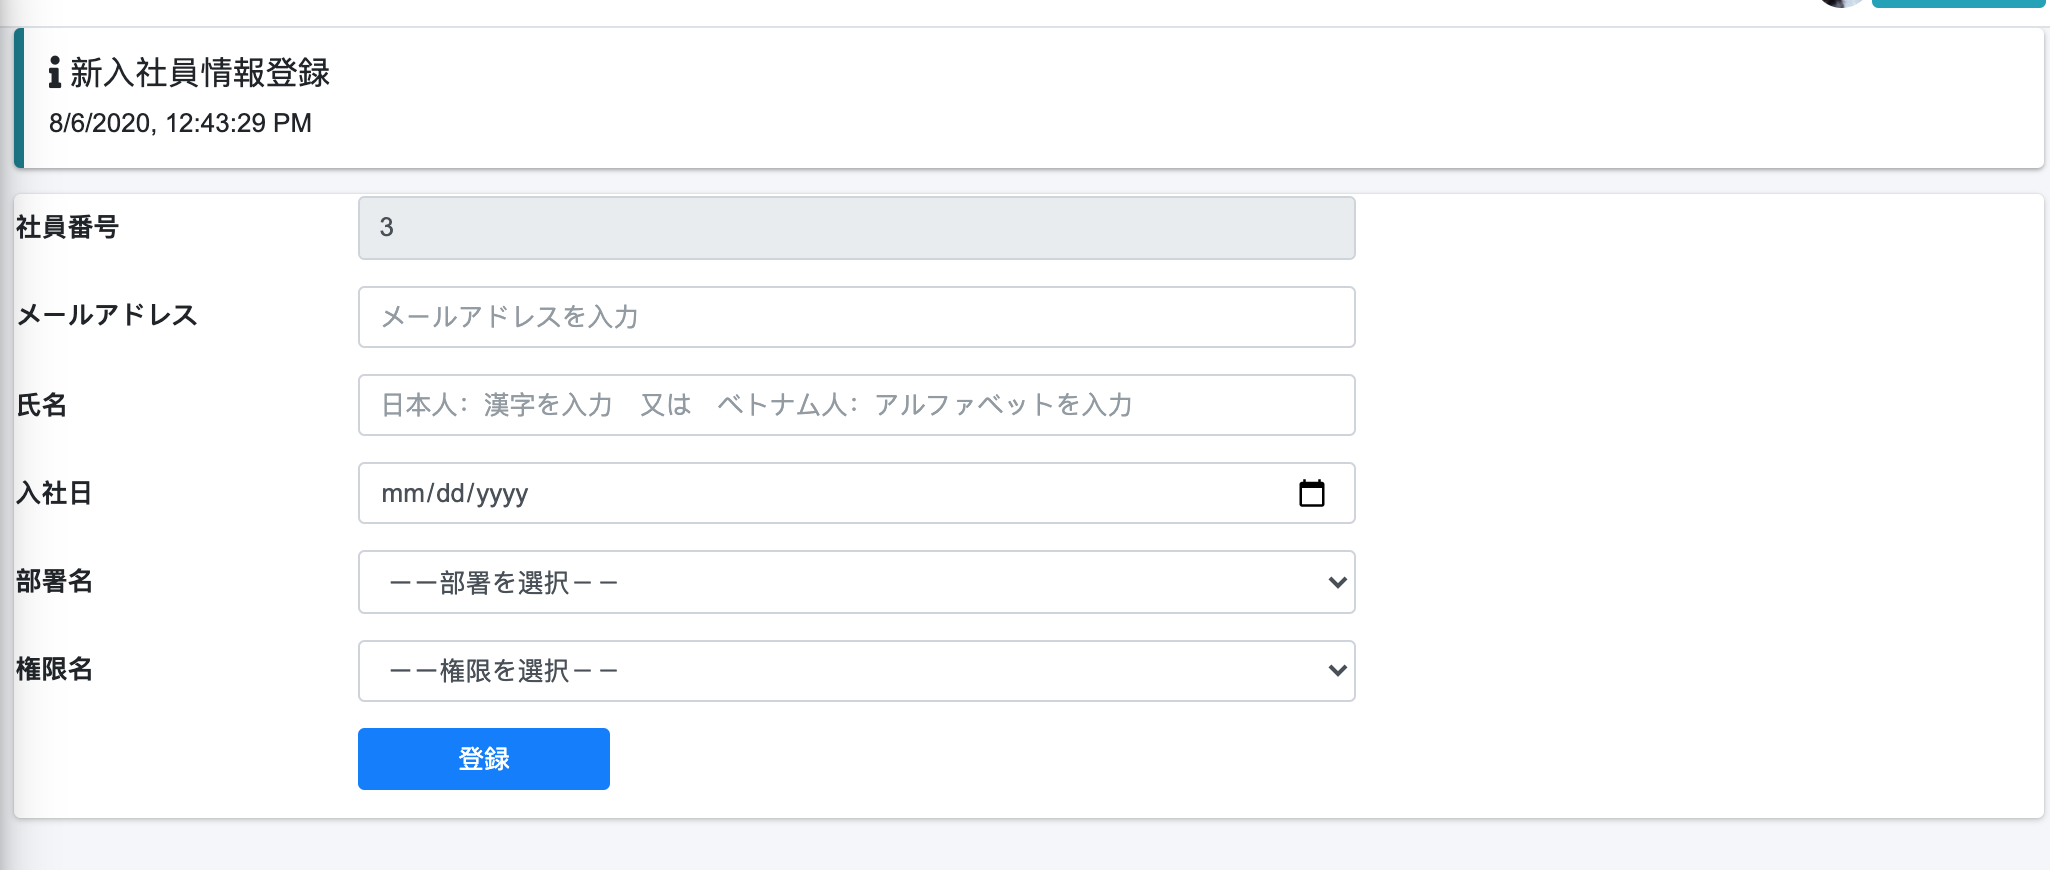 新入社員情報登録
8/6/2020, 12:43:29 PM
社員番号 3
メールアドレス メールアドレスを入力
氏名 日本人：漢字を入力　又は　ベトナム人：アルファベットを入力
入社日 mm/dd/yyyy
部署名 ーー部署を選択－－
権限名 ーー権限を選択－－
登録